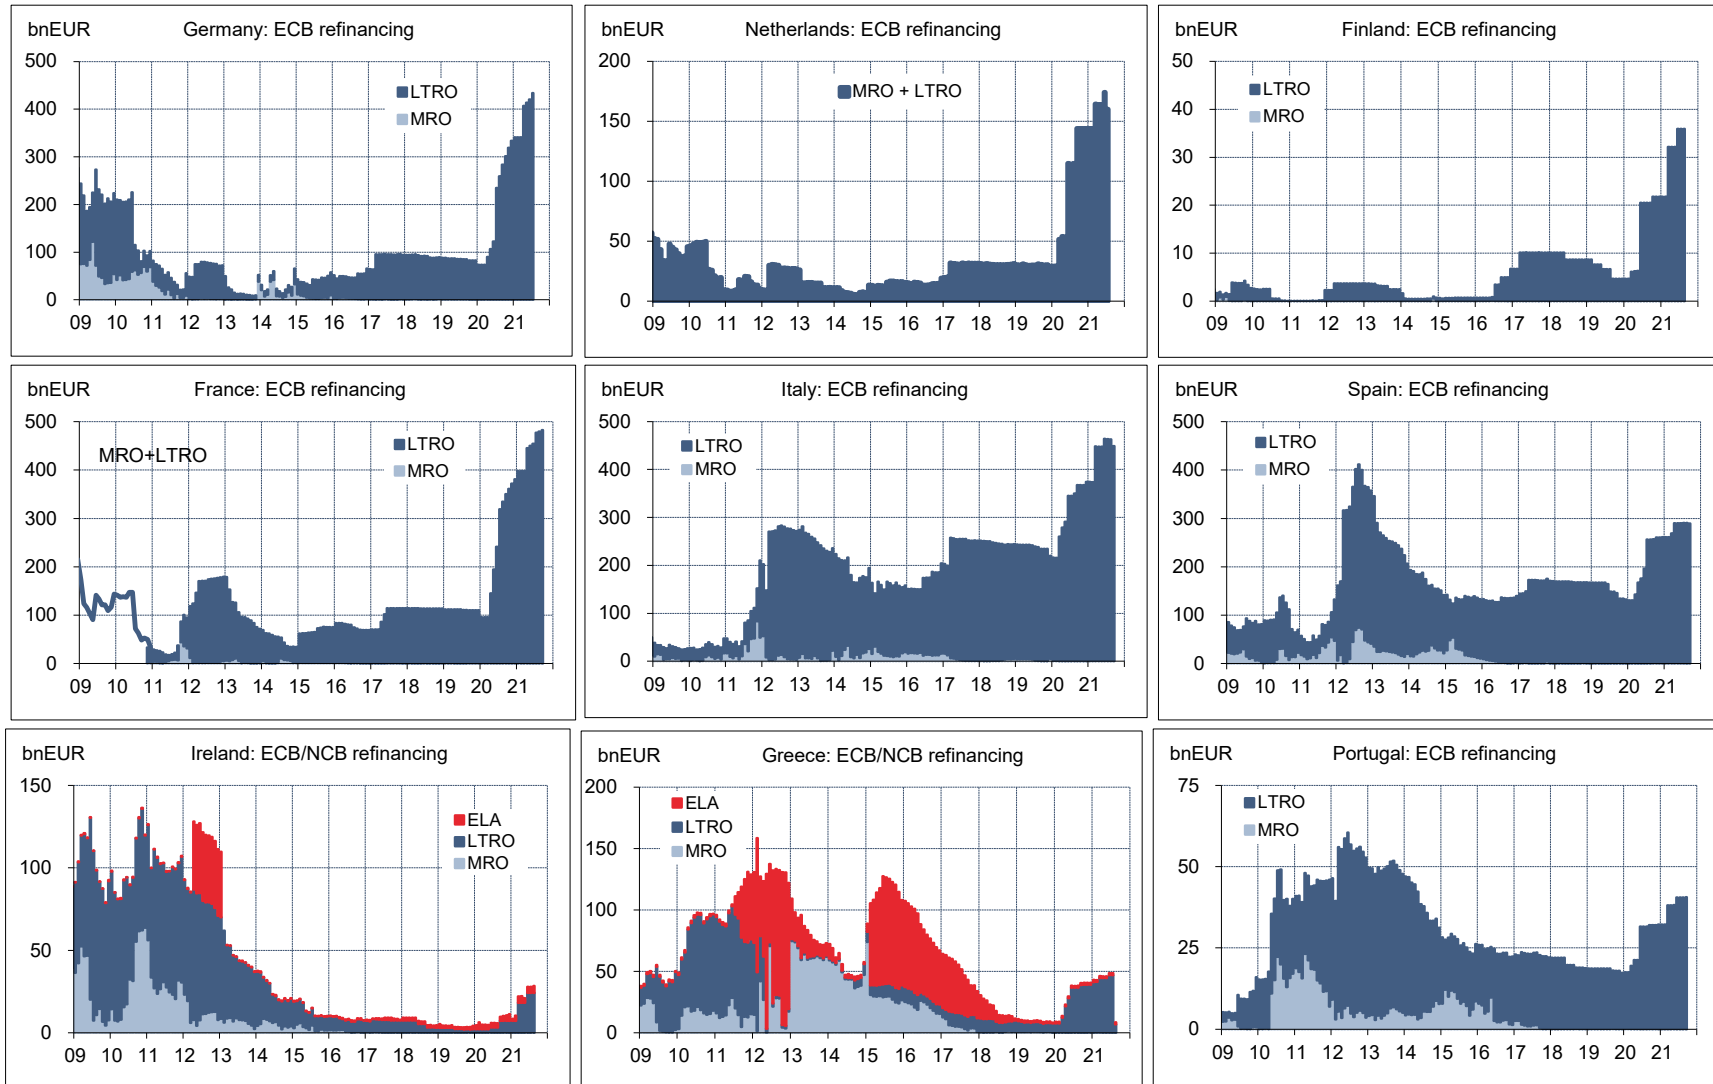 bnEUR Germany: ECB refinancing
500
400
300
200
100
0
LTRO
MRO
09 10 11 12 13 14 15 16 17 18 19 20 21
bnEUR Netherlands: ECB refinancing
200
150
100
50
0
MRO + LTRO
09 10 11 12 13 14 15 16 17 18 19 20 21
bnEUR Finland: ECB refinancing
50
40
30
20
10
0
LTRO
MRO
09 10 11 12 13 14 15 16 17 18 19 20 21
bnEUR France: ECB refinancing
500
400
300
200
100
0
MRO+LTRO
LTRO
MRO
09 10 11 12 13 14 15 16 17 18 19 20 21
bnEUR Italy: ECB refinancing
500
400
300
200
100
0
LTRO
MRO
09 10 11 12 13 14 15 16 17 18 19 20 21
bnEUR Spain: ECB refinancing
500
400
300
200
100
0
LTRO
MRO
09 10 11 12 13 14 15 16 17 18 19 20 21
bnEUR Ireland: ECB/NCB refinancing
150
100
50
0
ELA
LTRO
MRO
09 10 11 12 13 14 15 16 17 18 19 20 21
bnEUR Greece: ECB/NCB refinancing
200
150
100
50
0
ELA
LTRO
MRO
09 10 11 12 13 14 15 16 17 18 19 20 21
bnEUR Portugal: ECB refinancing
75
50
25
0
LTRO
MRO
09 10 11 12 13 14 15 16 17 18 19 20 21